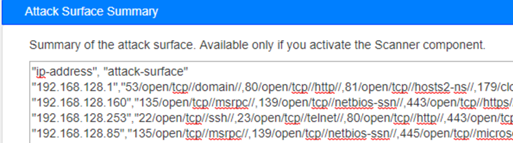 Attack Surface Summary
Summary of the attack surface. Available only if you activate the Scanner component.
"ip-address", "attack-surface"
"192.168.128.1","53/open/tcp//domain//,80/open/tcp//http//,81/open/tcp//hosts2-ns//,179/clo
"192.168.128.160","135/open/tcp//msrpc//,139/open/tcp//netbios-ssn//,443/open/tcp//https/
"192.168.128.253","22/open/tcp//ssh//,23/open/tcp//telnet//,80/open/tcp//http//,443/open/tcp
"192.168.128.85","135/open/tcp//msrpc//,139/open/tcp//netbios-ssn//,445/open/tcp//micros